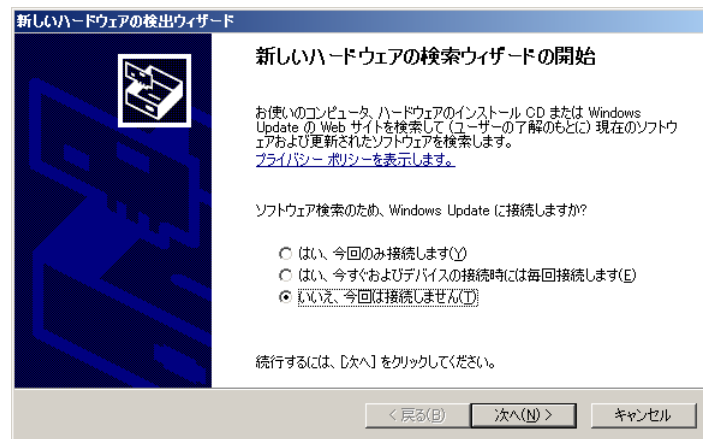 新しいハードウェアの検出ウィザード
新しいハードウェアの検索ウィザードの開始
お使いのコンピュータ、ハードウェアのインストール CD または Windows
Update の Web サイトを検索して (ユーザーの了解のもとに) 現在のソフトウ
ェアおよび更新されたソフトウェアを検索します。
プライバシー ポリシーを表示します。
ソフトウェア検索のため、Windows Update に接続しますか?
はい、今回のみ接続します(Y)
はい、今すぐおよびデバイスの接続時には毎回接続します(E)
いいえ、今回は接続しません(T)
続行するには、[次へ] をクリックしてください。
< 戻る(B) 次へ(N) > キャンセル